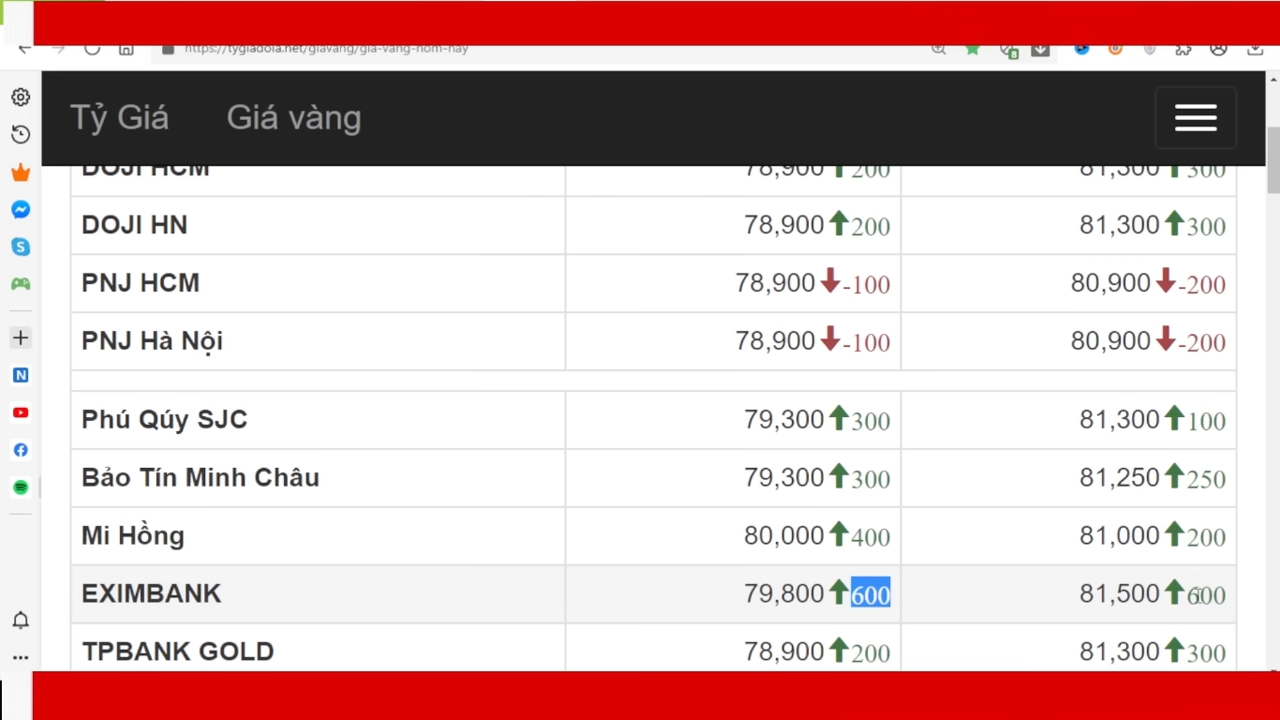 https://tygiadola.net/giavang/gia-vang-hom-nay
Tỷ Giá Giá vàng
DOJI HCM 78,900 200 81,300 300
DOJI HN 78,900 200 81,300 300
PNJ HCM 78,900 -100 80,900 -200
PNJ Hà Nội 78,900 -100 80,900 -200
Phú Qúy SJC 79,300 300 81,300 100
Bảo Tín Minh Châu 79,300 300 81,250 250
Mi Hồng 80,000 400 81,000 200
EXIMBANK 79,800 600 81,500 600
TPBANK GOLD 78,900 200 81,300 300